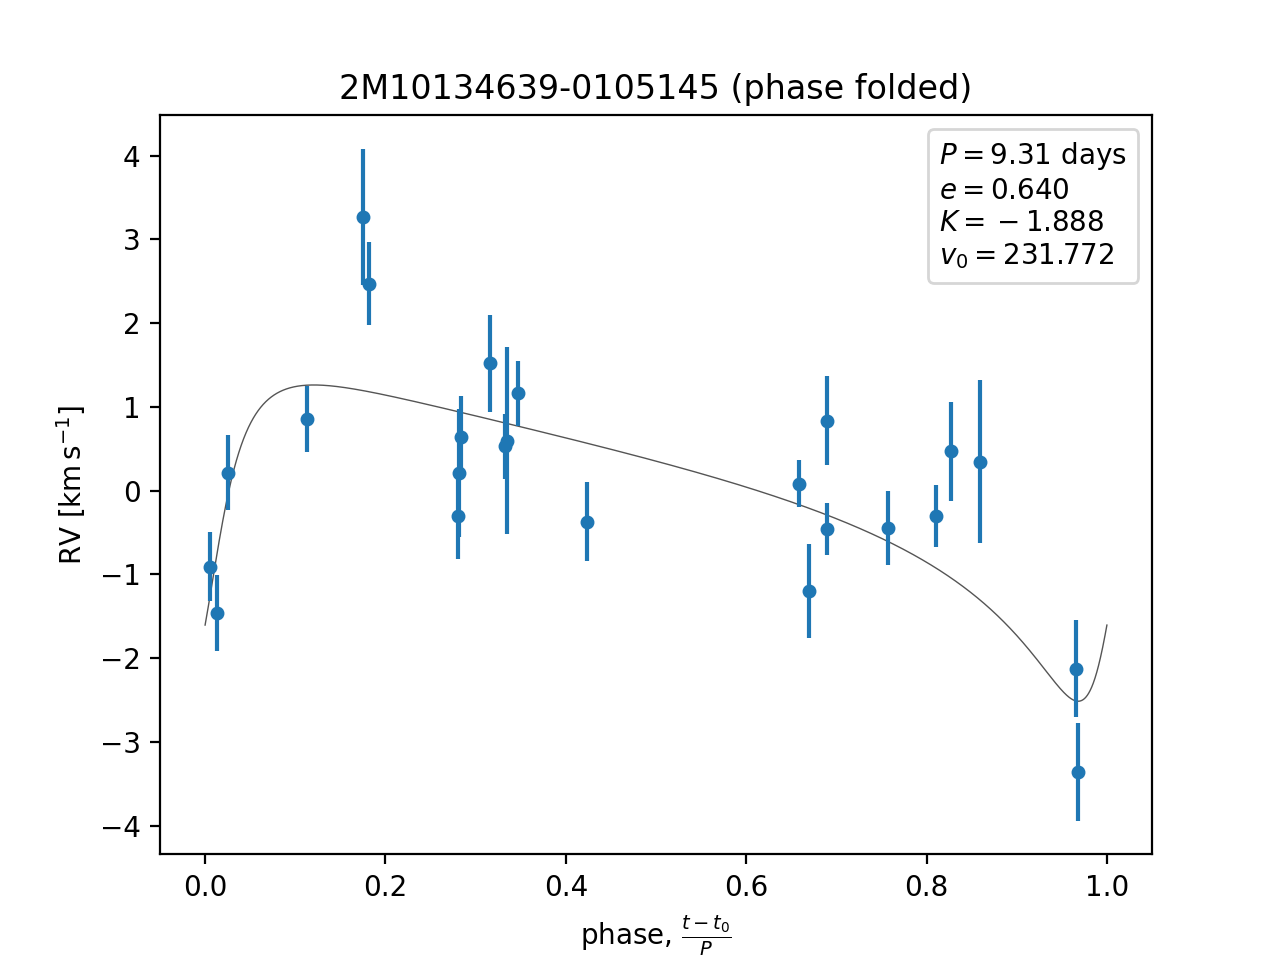 2M10134639-0105145 (phase folded)
P = 9.31 days
e = 0.640
K = −1.888
v₀ = 231.772
RV [km s⁻¹]
4
3
2
1
0
−1
−2
−3
−4
0.0 0.2 0.4 0.6 0.8 1.0
phase, (t − t₀)/P